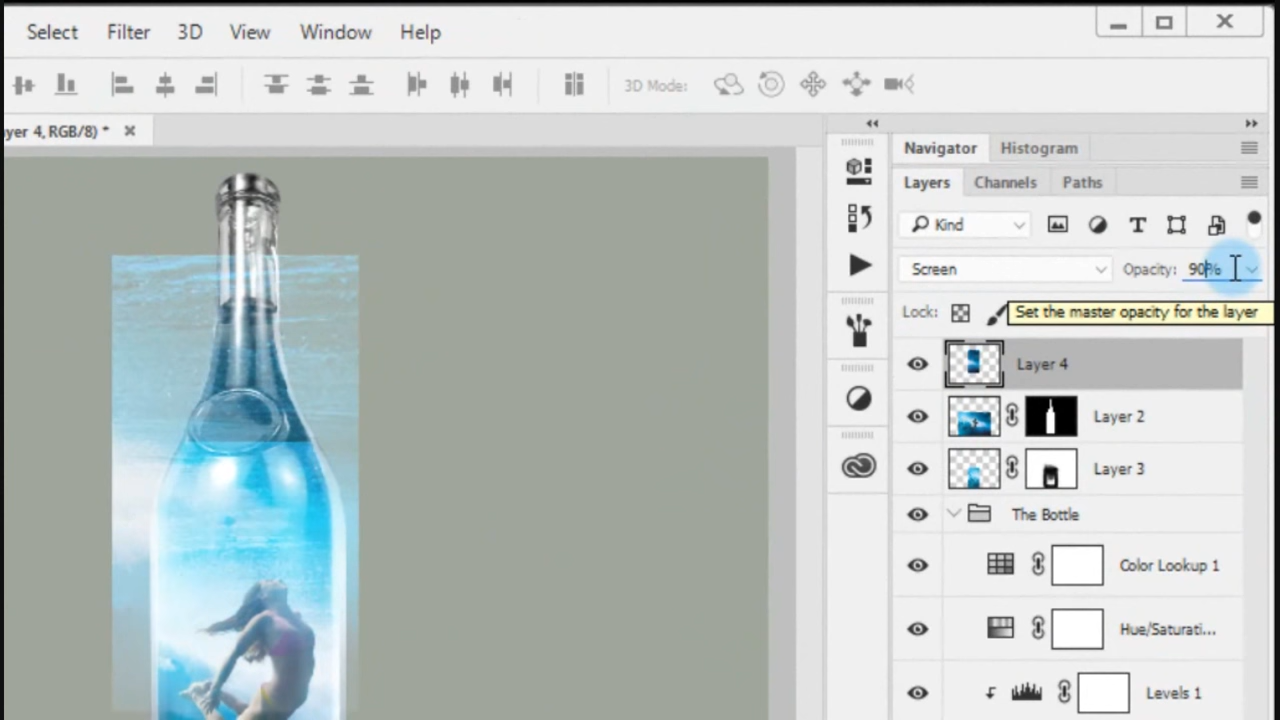 Select Filter 3D View Window Help
3D Mode:
yer 4, RGB/8) *
Navigator Histogram
Layers Channels Paths
Kind
Screen Opacity: 90%
Lock: Set the master opacity for the layer
Layer 4
Layer 2
Layer 3
The Bottle
Color Lookup 1
Hue/Saturati...
Levels 1